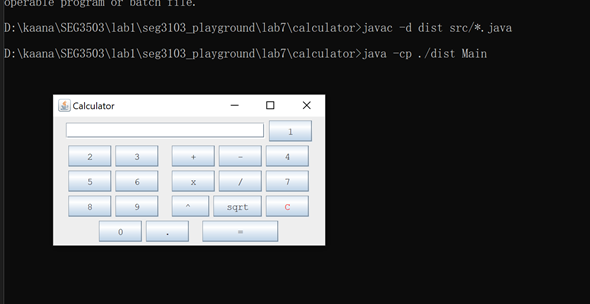 operable program or batch file.
D:\kaana\SEG3503\lab1\seg3103_playground\lab7\calculator>javac -d dist src/*.java
D:\kaana\SEG3503\lab1\seg3103_playground\lab7\calculator>java -cp ./dist Main
Calculator
1
2 3 + - 4
5 6 x / 7
8 9 ^ sqrt C
0 . =